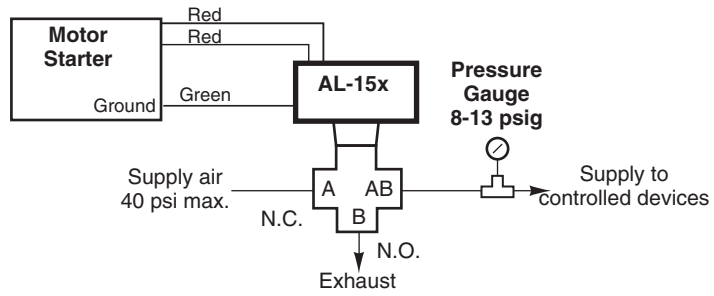 Red
Red
Motor
Starter
Ground
Green
AL-15x
Pressure
Gauge
8-13 psig
Supply air
40 psi max.
A
AB
B
N.C.
N.O.
Exhaust
Supply to
controlled devices